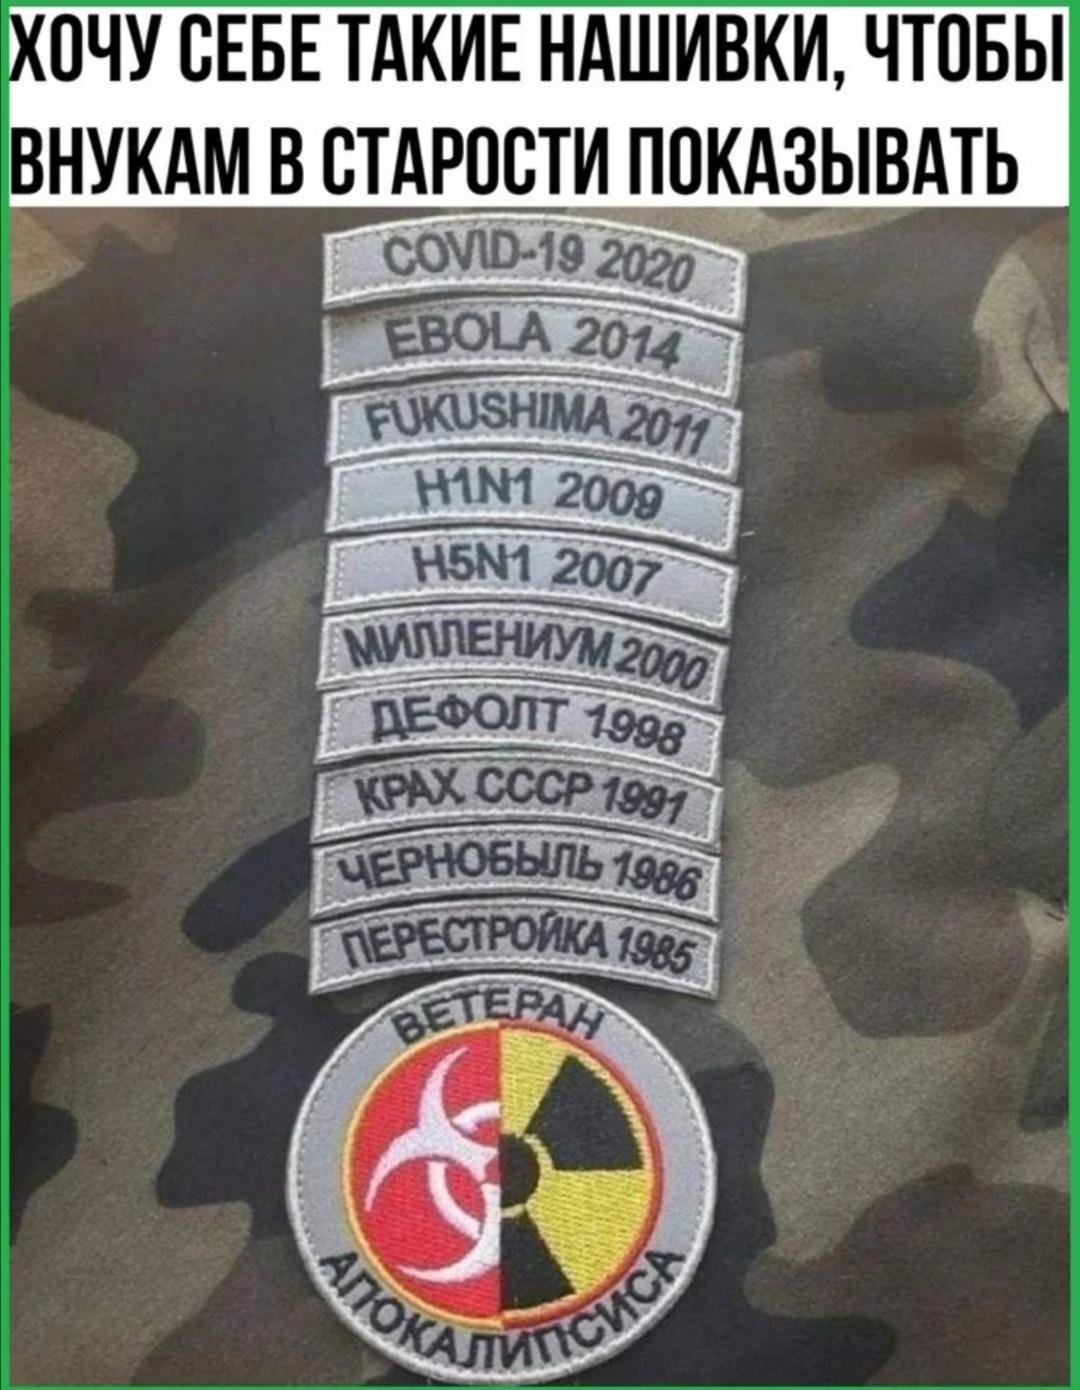 ХОЧУ СЕБЕ ТАКИЕ НАШИВКИ, ЧТОБЫ
ВНУКАМ В СТАРОСТИ ПОКАЗЫВАТЬ
COVID-19 2020
EBOLA 2014
FUKUSHIMA 2011
H1N1 2009
H5N1 2007
МИЛЛЕНИУМ 2000
ДЕФОЛТ 1998
КРАХ СССР 1991
ЧЕРНОБЫЛЬ 1986
ПЕРЕСТРОЙКА 1985
ВЕТЕРАН
АПОКАЛИПСИСА